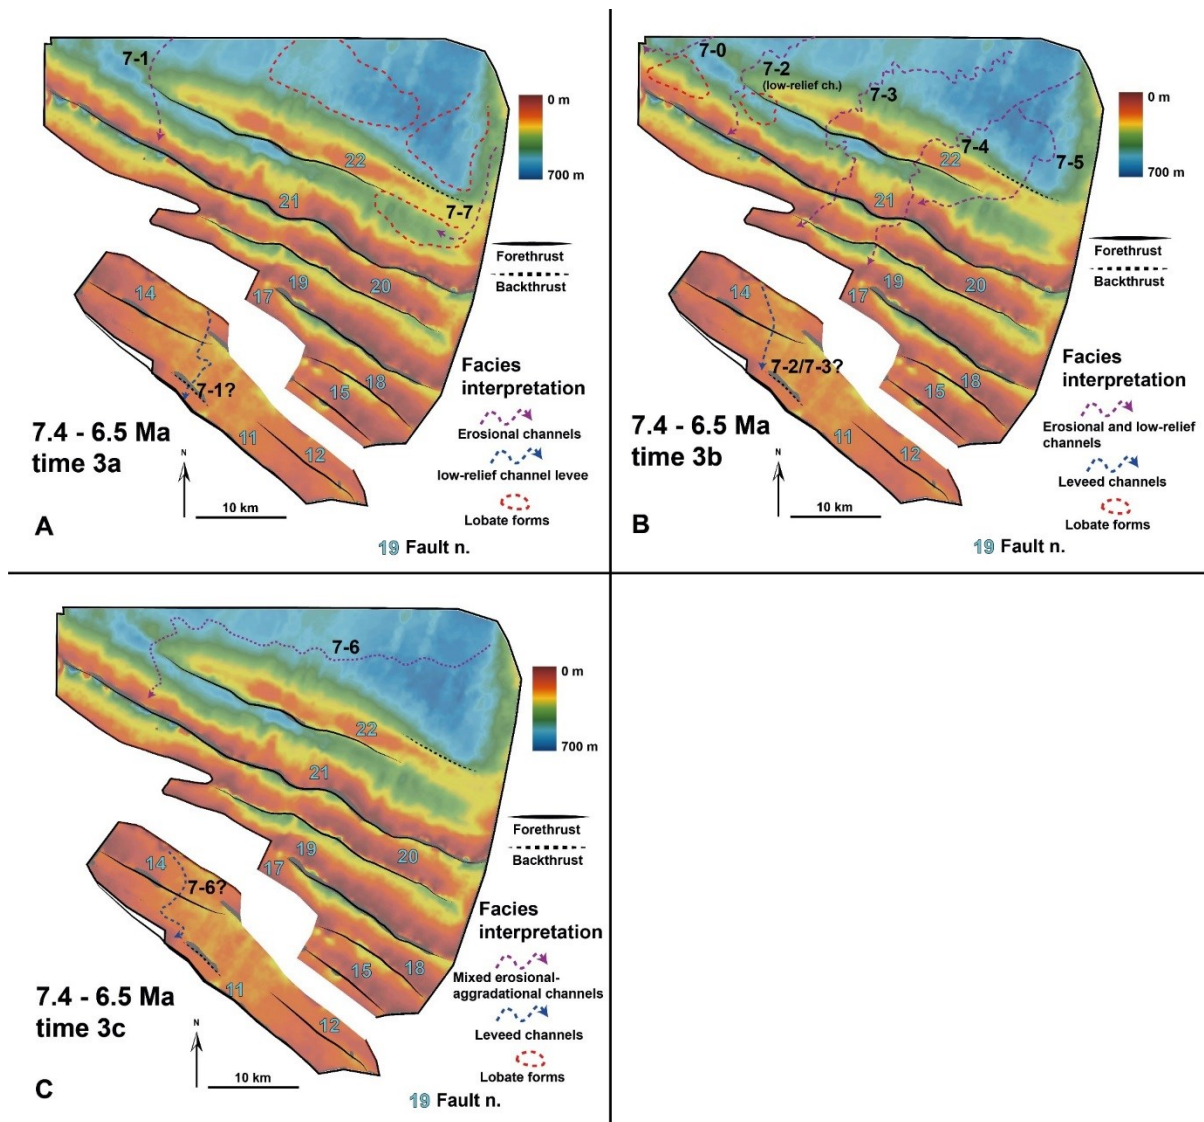 7-1
0 m
700 m
22
7-7
21
Forethrust
Backthrust
19
20
17
14
18
15
Facies
interpretation
7-1?
Erosional channels
7.4 - 6.5 Ma
time 3a
11
12
low-relief channel levee
N
10 km
Lobate forms
A
19 Fault n.
7-0
7-2
(low-relief ch.)
7-3
0 m
700 m
7-4
22
7-5
21
Forethrust
Backthrust
19
20
17
14
18
15
Facies
interpretation
7-2/7-3?
Erosional and low-relief
channels
7.4 - 6.5 Ma
time 3b
11
12
Leveed channels
N
10 km
Lobate forms
B
19 Fault n.
7-6
0 m
700 m
22
21
Forethrust
Backthrust
19
20
17
14
7-6?
18
15
Facies
interpretation
Mixed erosional-
aggradational channels
7.4 - 6.5 Ma
time 3c
11
12
Leveed channels
N
10 km
Lobate forms
C
19 Fault n.